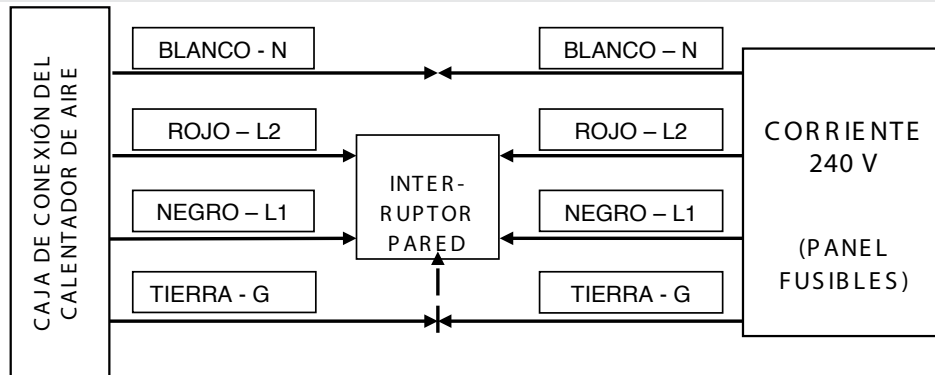 CAJA DE CONEXIÓN DEL
CALENTADOR DE AIRE
BLANCO - N
ROJO – L2
NEGRO – L1
TIERRA - G
INTER-
RUPTOR
PARED
BLANCO – N
ROJO – L2
NEGRO – L1
TIERRA - G
CORRIENTE
240 V
(PANEL
FUSIBLES)